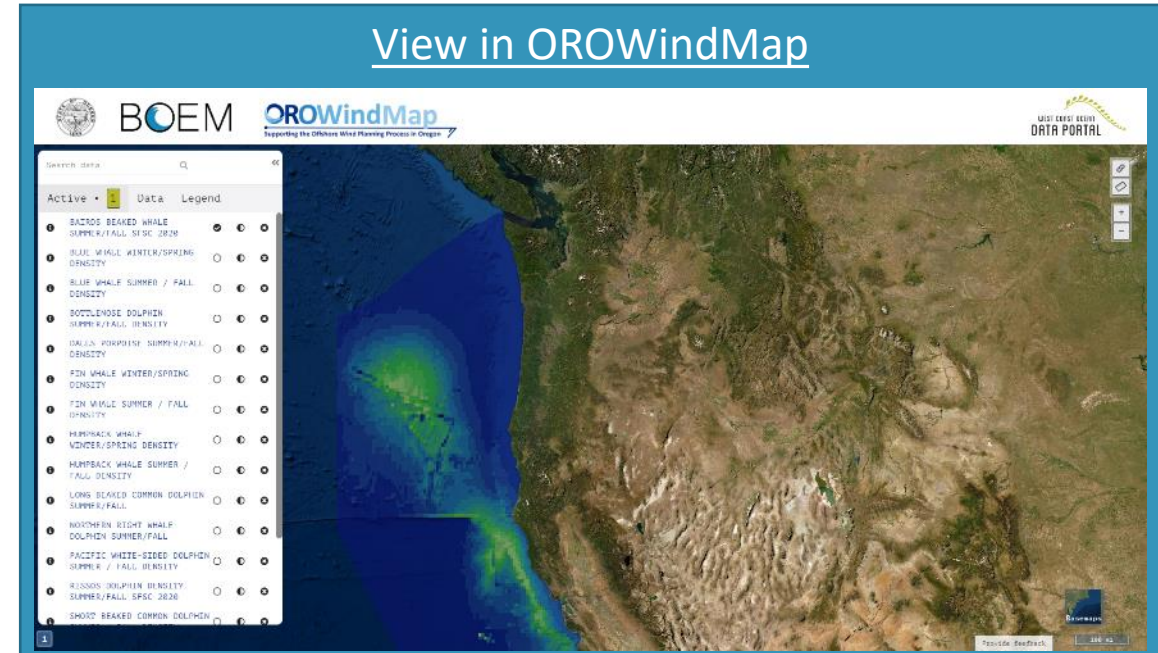 View in OROWindMap
BOEM
OROWindMap
Supporting the Offshore Wind Planning Process in Oregon
WEST COAST OCEAN
DATA PORTAL
Search data
Active • 1 Data Legend
BAIRDS BEAKED WHALE
SUMMER/FALL SFSC 2020
BLUE WHALE WINTER/SPRING
DENSITY
BLUE WHALE SUMMER / FALL
DENSITY
BOTTLENOSE DOLPHIN
SUMMER/FALL DENSITY
DALLS PORPOISE SUMMER/FALL
DENSITY
FIN WHALE WINTER/SPRING
DENSITY
FIN WHALE SUMMER / FALL
DENSITY
HUMPBACK WHALE
WINTER/SPRING DENSITY
HUMPBACK WHALE SUMMER /
FALL DENSITY
LONG BEAKED COMMON DOLPHIN
SUMMER/FALL
NORTHERN RIGHT WHALE
DOLPHIN SUMMER/FALL
PACIFIC WHITE-SIDED DOLPHIN
SUMMER / FALL DENSITY
RISSOS DOLPHIN DENSITY
SUMMER/FALL SFSC 2020
SHORT BEAKED COMMON DOLPHIN
1
Basemaps
Provide feedback
100 mi